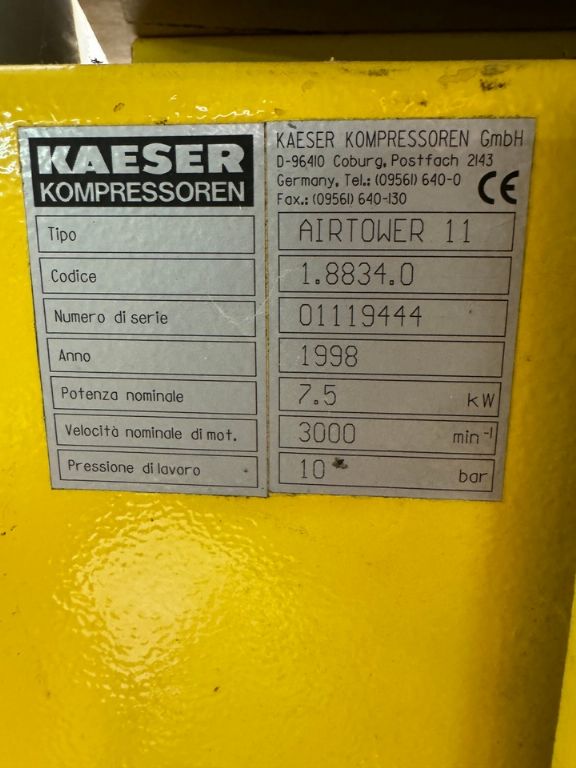 KAESER
KOMPRESSOREN
KAESER KOMPRESSOREN GmbH
D-96410 Coburg, Postfach 2143
Germany, Tel.: (09561) 640-0
Fax.: (09561) 640-130
CE
Tipo AIRTOWER 11
Codice 1.8834.0
Numero di serie 01119444
Anno 1998
Potenza nominale 7.5 kW
Velocità nominale di mot. 3000 min⁻¹
Pressione di lavoro 10 bar